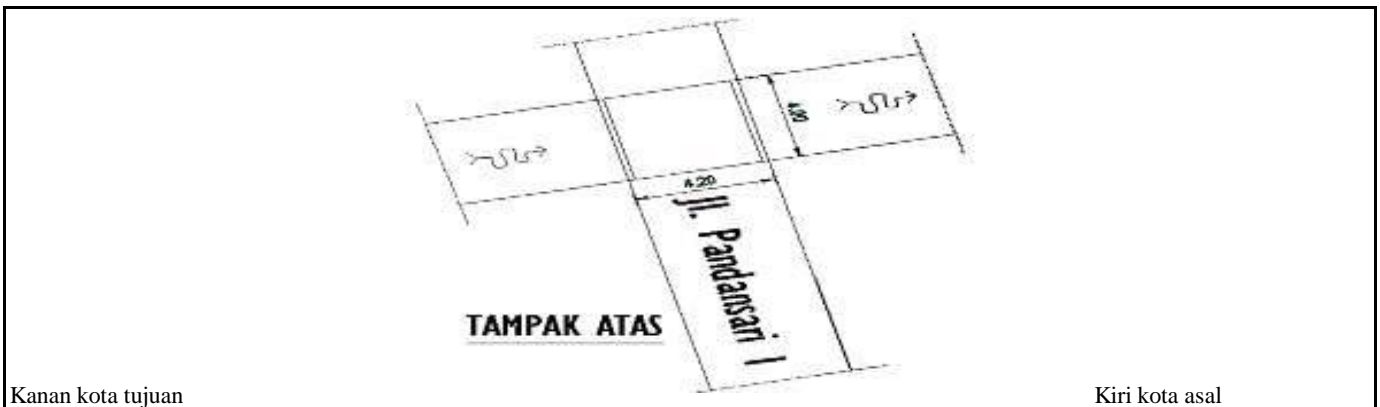 4.00
4.20
Jl. Pandansari I
TAMPAK ATAS
Kanan kota tujuan
Kiri kota asal